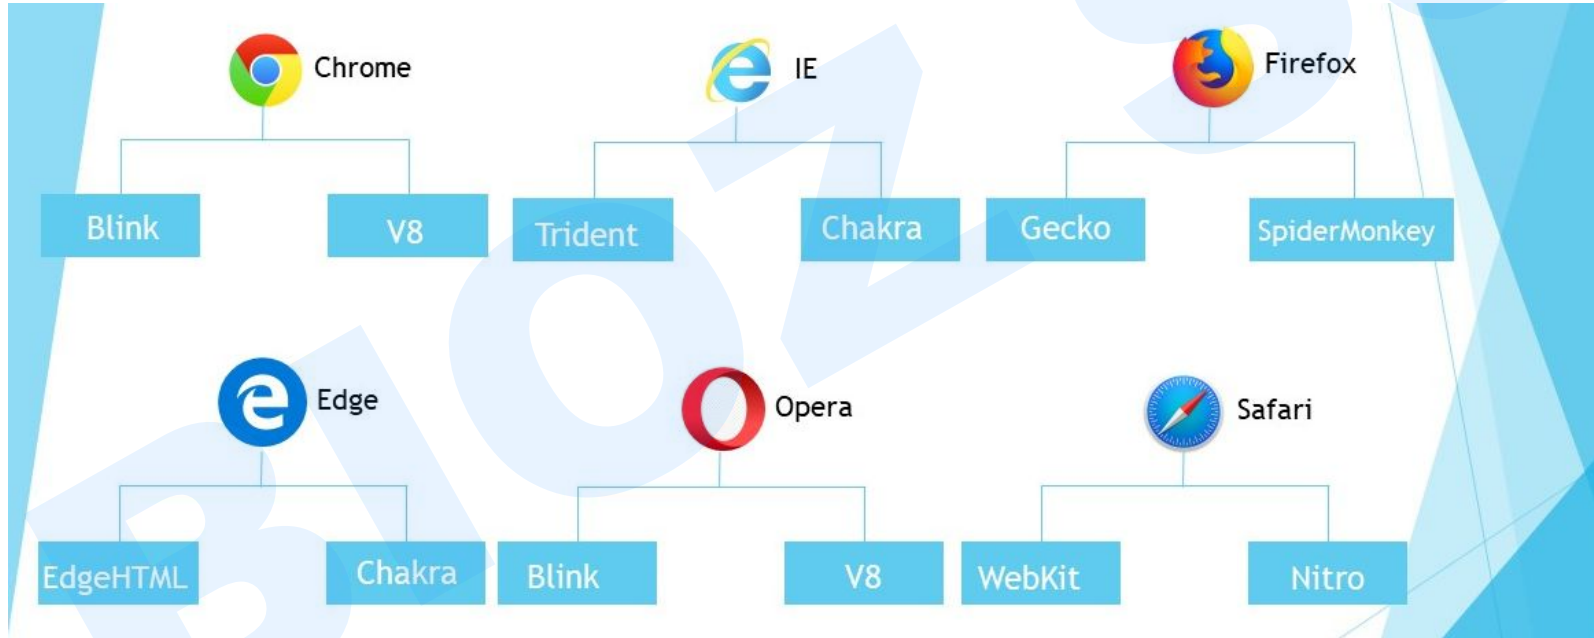 Chrome
IE
Firefox
Blink
V8
Trident
Chakra
Gecko
SpiderMonkey
Edge
Opera
Safari
EdgeHTML
Chakra
Blink
V8
WebKit
Nitro